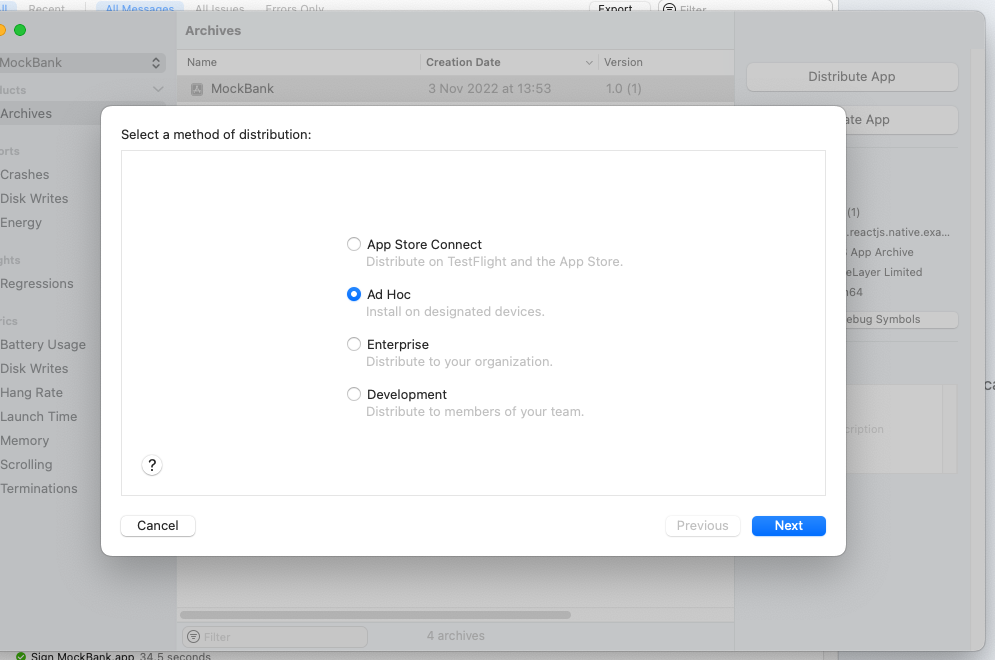 Recent
All Messages
All Issues
Errors Only
Export...
Filter
Archives
MockBank
Name
Creation Date
Version
MockBank
3 Nov 2022 at 13:53
1.0 (1)
Distribute App
ate App
ducts
Archives
orts
Crashes
Disk Writes
Energy
ghts
Regressions
rics
Battery Usage
Disk Writes
Hang Rate
Launch Time
Memory
Scrolling
Terminations
Select a method of distribution:
App Store Connect
Distribute on TestFlight and the App Store.
Ad Hoc
Install on designated devices.
Enterprise
Distribute to your organization.
Development
Distribute to members of your team.
?
Cancel
Previous
Next
(1)
.reactjs.native.exa...
App Archive
eLayer Limited
m64
ebug Symbols
cription
ca
Filter
4 archives
Sign MockBank.app 34.5 seconds